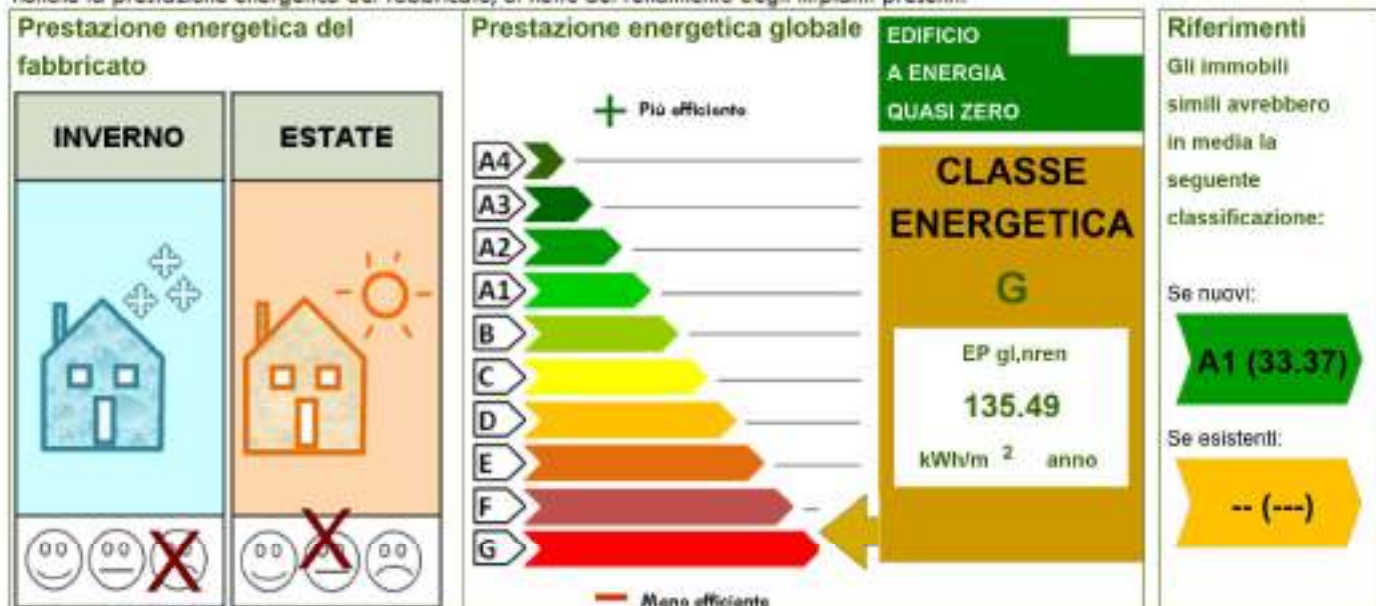 Prestazione energetica del
fabbricato
INVERNO
ESTATE
Prestazione energetica globale
Più efficiente
A4
A3
A2
A1
B
C
D
E
F
G
Meno efficiente
EDIFICIO
A ENERGIA
QUASI ZERO
CLASSE
ENERGETICA
G
EP gl,nren
135.49
kWh/m 2 anno
Riferimenti
Gli immobili
simili avrebbero
in media la
seguente
classificazione:
Se nuovi:
A1 (33.37)
Se esistenti:
-- (---)